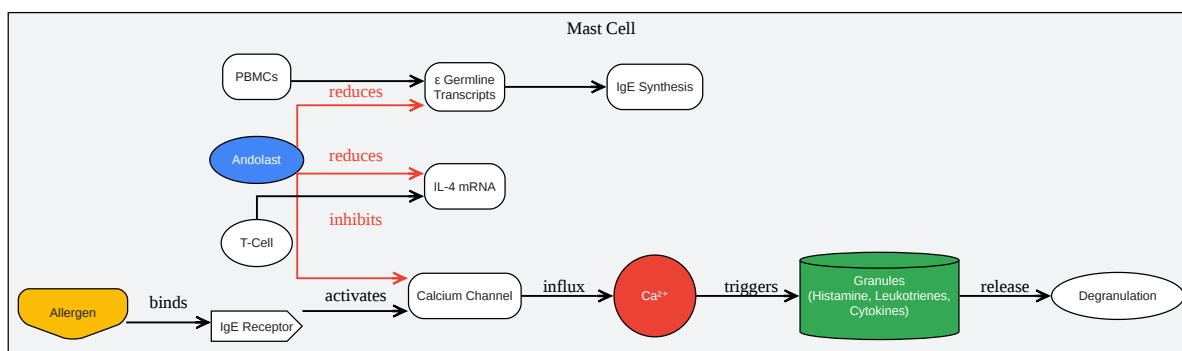 Mast Cell
PBMCs
reduces
ε Germline
Transcripts
IgE Synthesis
Andolast
reduces
IL-4 mRNA
inhibits
T-Cell
Allergen
binds
IgE Receptor
activates
Calcium Channel
influx
Ca²⁺
triggers
Granules
(Histamine, Leukotrienes,
Cytokines)
release
Degranulation